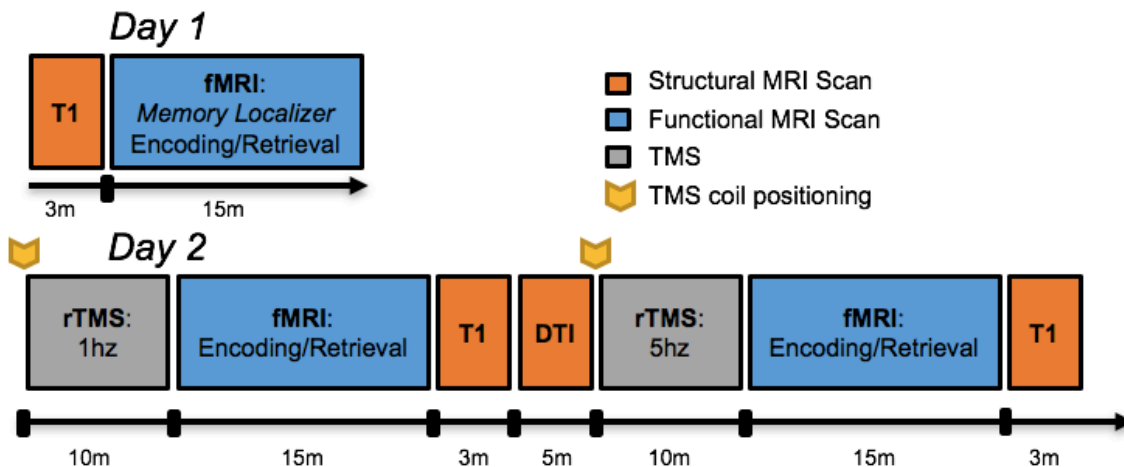 Day 1
T1
fMRI:
Memory Localizer
Encoding/Retrieval
3m
15m
Structural MRI Scan
Functional MRI Scan
TMS
TMS coil positioning
Day 2
rTMS:
1hz
fMRI:
Encoding/Retrieval
T1
DTI
rTMS:
5hz
fMRI:
Encoding/Retrieval
T1
10m
15m
3m
5m
10m
15m
3m